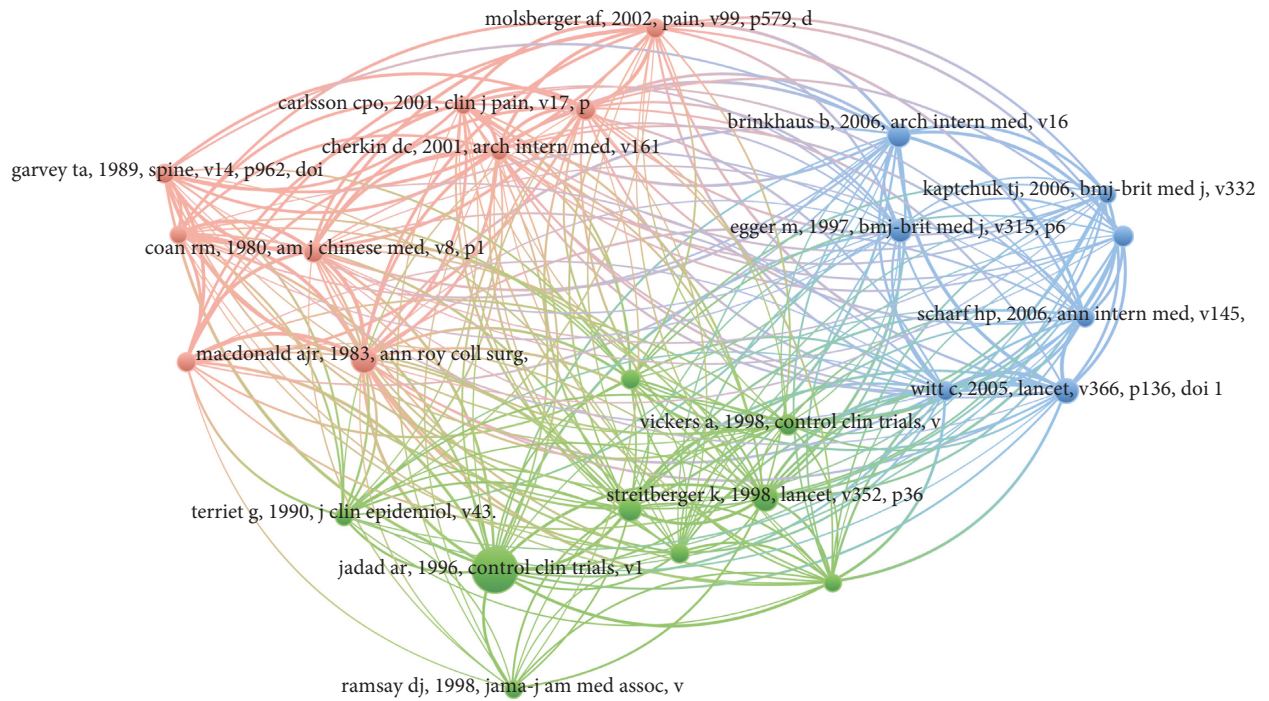 molsberger af, 2002, pain, v99, p579, d
carlsson cpo, 2001, clin j pain, v17, p
brinkhaus b, 2006, arch intern med, v16
cherkin dc, 2001, arch intern med, v161
garvey ta, 1989, spine, v14, p962, doi
kaptchuk tj, 2006, bmj-brit med j, v332
egger m, 1997, bmj-brit med j, v315, p6
coan rm, 1980, am j chinese med, v8, p1
scharf hp, 2006, ann intern med, v145,
macdonald ajr, 1983, ann roy coll surg,
witt c, 2005, lancet, v366, p136, doi 1
vickers a, 1998, control clin trials, v
streitberger k, 1998, lancet, v352, p36
terriet g, 1990, j clin epidemiol, v43.
jadad ar, 1996, control clin trials, v1
ramsay dj, 1998, jama-j am med assoc, v